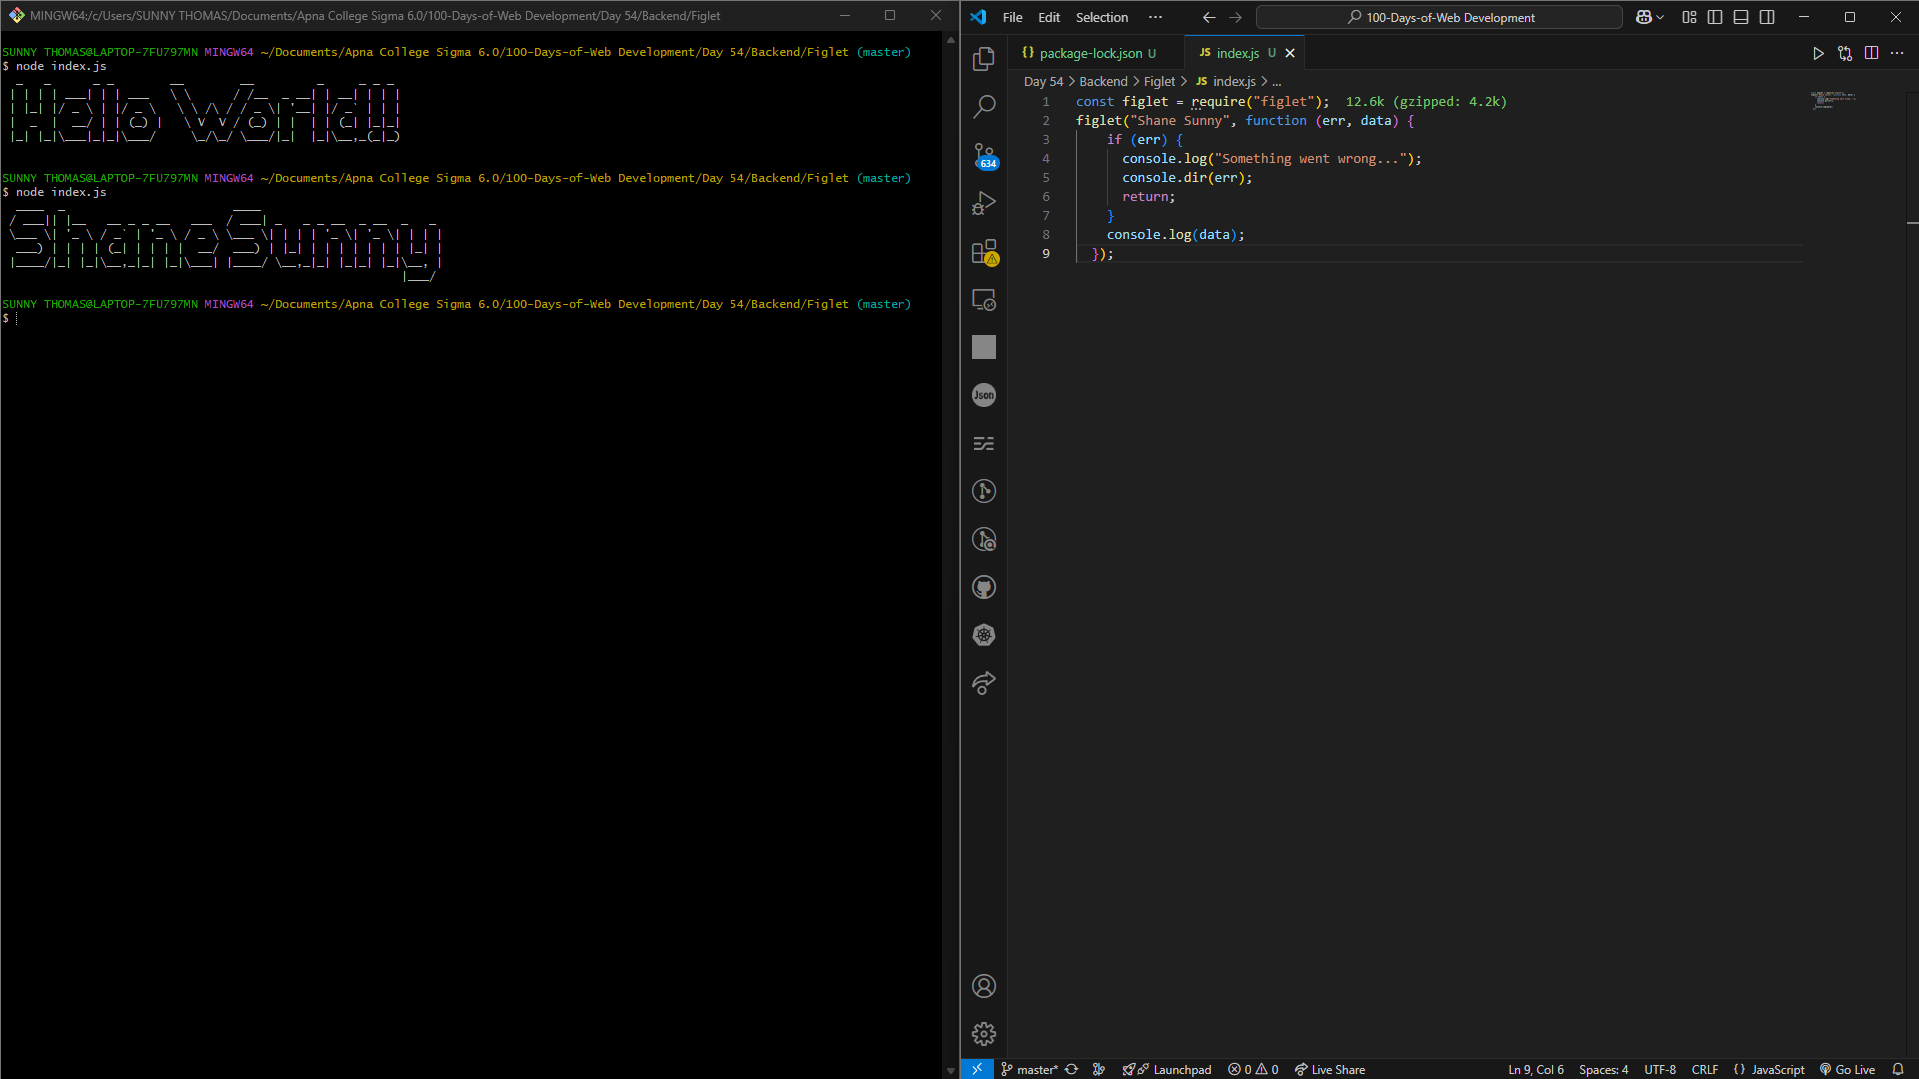 MINGW64:/c/Users/SUNNY THOMAS/Documents/Apna College Sigma 6.0/100-Days-of-Web Development/Day 54/Backend/Figlet
SUNNY THOMAS@LAPTOP-7FU797MN MINGW64 ~/Documents/Apna College Sigma 6.0/100-Days-of-Web Development/Day 54/Backend/Figlet (master)
$ node index.js
Hello World!!
SUNNY THOMAS@LAPTOP-7FU797MN MINGW64 ~/Documents/Apna College Sigma 6.0/100-Days-of-Web Development/Day 54/Backend/Figlet (master)
$ node index.js
Shane Sunny
SUNNY THOMAS@LAPTOP-7FU797MN MINGW64 ~/Documents/Apna College Sigma 6.0/100-Days-of-Web Development/Day 54/Backend/Figlet (master)
$
File Edit Selection ··· 100-Days-of-Web Development
{} package-lock.json U JS index.js U
Day 54 > Backend > Figlet > JS index.js > ...
1 const figlet = require("figlet"); 12.6k (gzipped: 4.2k)
2 figlet("Shane Sunny", function (err, data) {
3 if (err) {
4 console.log("Something went wrong...");
5 console.dir(err);
6 return;
7 }
8 console.log(data);
9 });
634
Json
master* Launchpad 0 0 Live Share Ln 9, Col 6 Spaces: 4 UTF-8 CRLF {} JavaScript Go Live